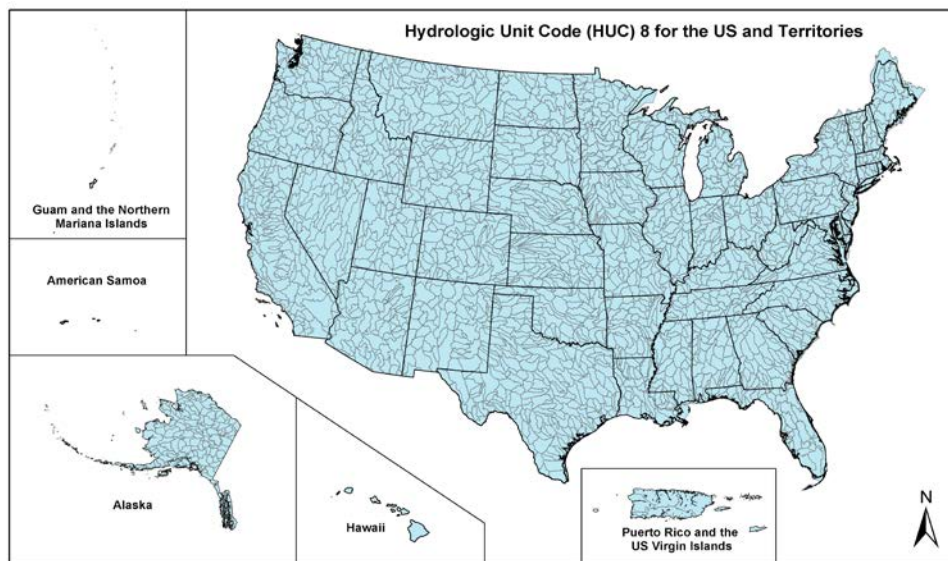 Hydrologic Unit Code (HUC) 8 for the US and Territories
Guam and the Northern
Mariana Islands
American Samoa
Alaska
Hawaii
Puerto Rico and the
US Virgin Islands
N